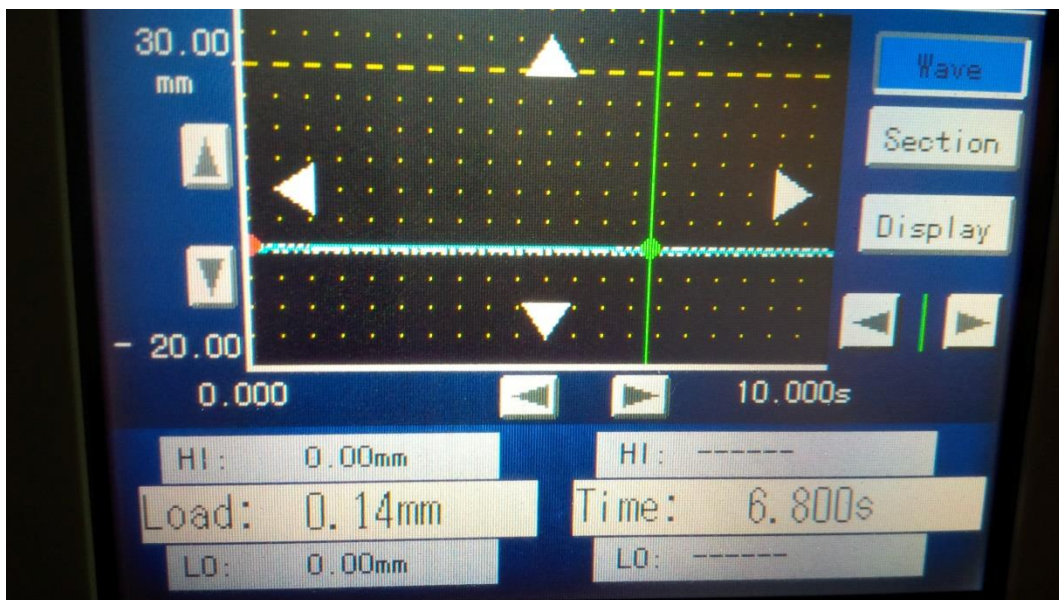 30.00
mm
Wave
Section
Display
- 20.00
0.000
10.000s
HI: 0.00mm
HI: ------
Load: 0.14mm
Time: 6.800s
LO: 0.00mm
LO: ------